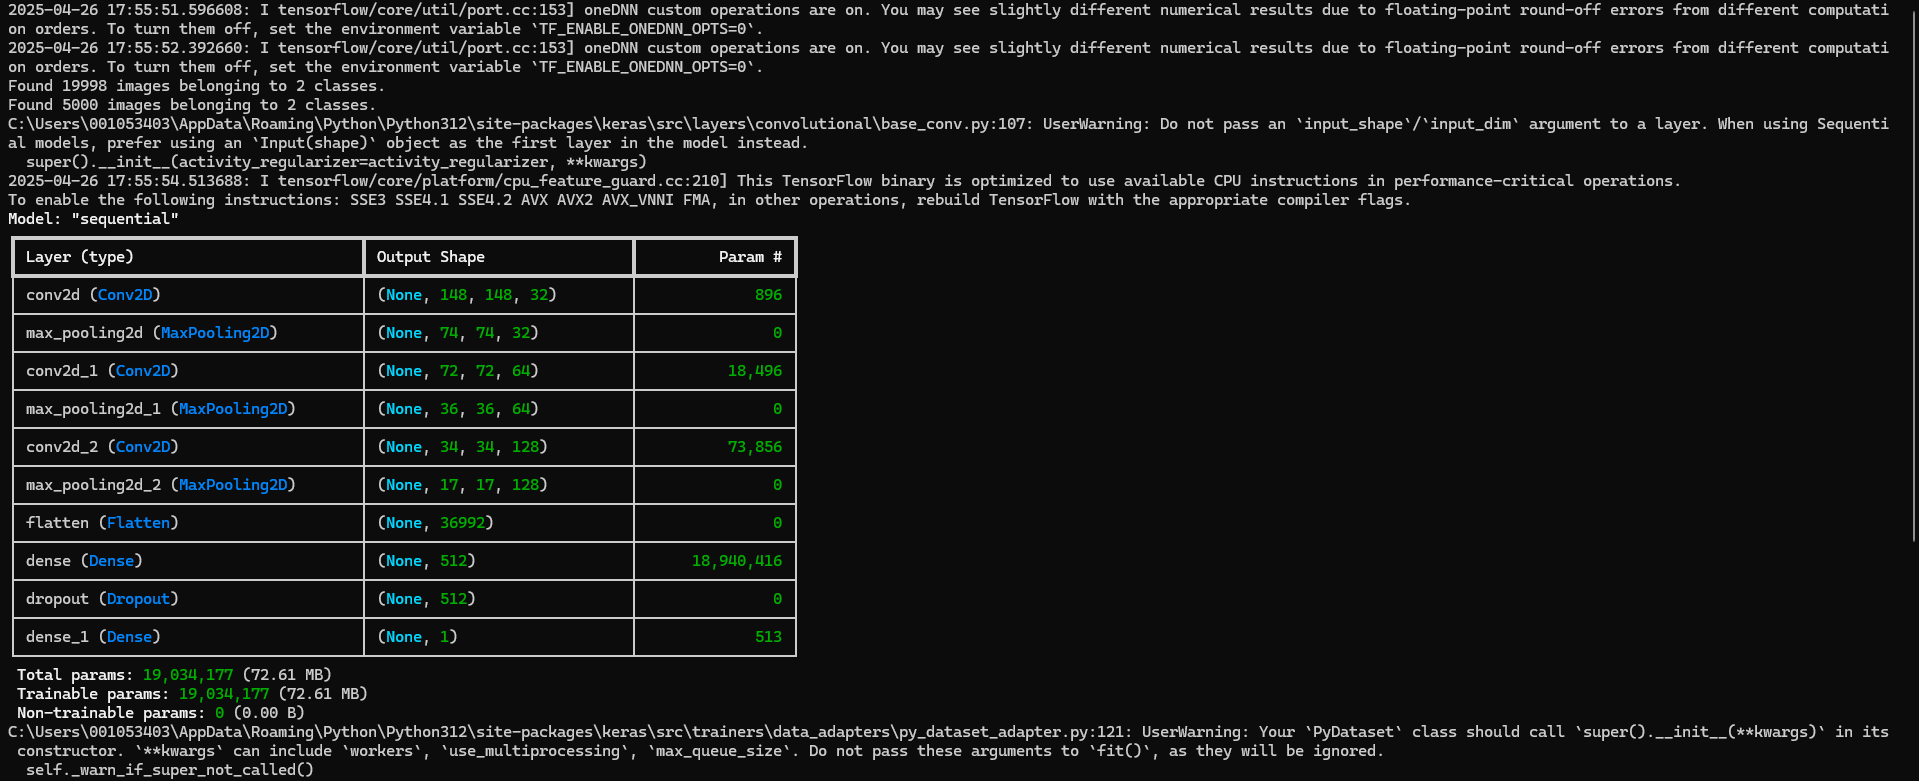 2025-04-26 17:55:51.596608: I tensorflow/core/util/port.cc:153] oneDNN custom operations are on. You may see slightly different numerical results due to floating-point round-off errors from different computati
on orders. To turn them off, set the environment variable `TF_ENABLE_ONEDNN_OPTS=0`.
2025-04-26 17:55:52.392660: I tensorflow/core/util/port.cc:153] oneDNN custom operations are on. You may see slightly different numerical results due to floating-point round-off errors from different computati
on orders. To turn them off, set the environment variable `TF_ENABLE_ONEDNN_OPTS=0`.
Found 19998 images belonging to 2 classes.
Found 5000 images belonging to 2 classes.
C:\Users\001053403\AppData\Roaming\Python\Python312\site-packages\keras\src\layers\convolutional\base_conv.py:107: UserWarning: Do not pass an `input_shape`/`input_dim` argument to a layer. When using Sequenti
al models, prefer using an `Input(shape)` object as the first layer in the model instead.
  super().__init__(activity_regularizer=activity_regularizer, **kwargs)
2025-04-26 17:55:54.513688: I tensorflow/core/platform/cpu_feature_guard.cc:210] This TensorFlow binary is optimized to use available CPU instructions in performance-critical operations.
To enable the following instructions: SSE3 SSE4.1 SSE4.2 AVX AVX2 AVX_VNNI FMA, in other operations, rebuild TensorFlow with the appropriate compiler flags.
Model: "sequential"
Layer (type) Output Shape Param #
conv2d (Conv2D) (None, 148, 148, 32) 896
max_pooling2d (MaxPooling2D) (None, 74, 74, 32) 0
conv2d_1 (Conv2D) (None, 72, 72, 64) 18,496
max_pooling2d_1 (MaxPooling2D) (None, 36, 36, 64) 0
conv2d_2 (Conv2D) (None, 34, 34, 128) 73,856
max_pooling2d_2 (MaxPooling2D) (None, 17, 17, 128) 0
flatten (Flatten) (None, 36992) 0
dense (Dense) (None, 512) 18,940,416
dropout (Dropout) (None, 512) 0
dense_1 (Dense) (None, 1) 513
Total params: 19,034,177 (72.61 MB)
Trainable params: 19,034,177 (72.61 MB)
Non-trainable params: 0 (0.00 B)
C:\Users\001053403\AppData\Roaming\Python\Python312\site-packages\keras\src\trainers\data_adapters\py_dataset_adapter.py:121: UserWarning: Your `PyDataset` class should call `super().__init__(**kwargs)` in its
 constructor. `**kwargs` can include `workers`, `use_multiprocessing`, `max_queue_size`. Do not pass these arguments to `fit()`, as they will be ignored.
  self._warn_if_super_not_called()